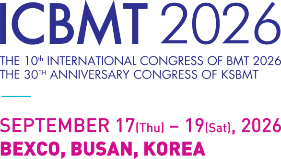 ICBMT 2026
THE 10th INTERNATIONAL CONGRESS OF BMT 2026
THE 30TH ANNIVERSARY CONGRESS OF KSBMT
SEPTEMBER 17(Thu) – 19(Sat), 2026
BEXCO, BUSAN, KOREA